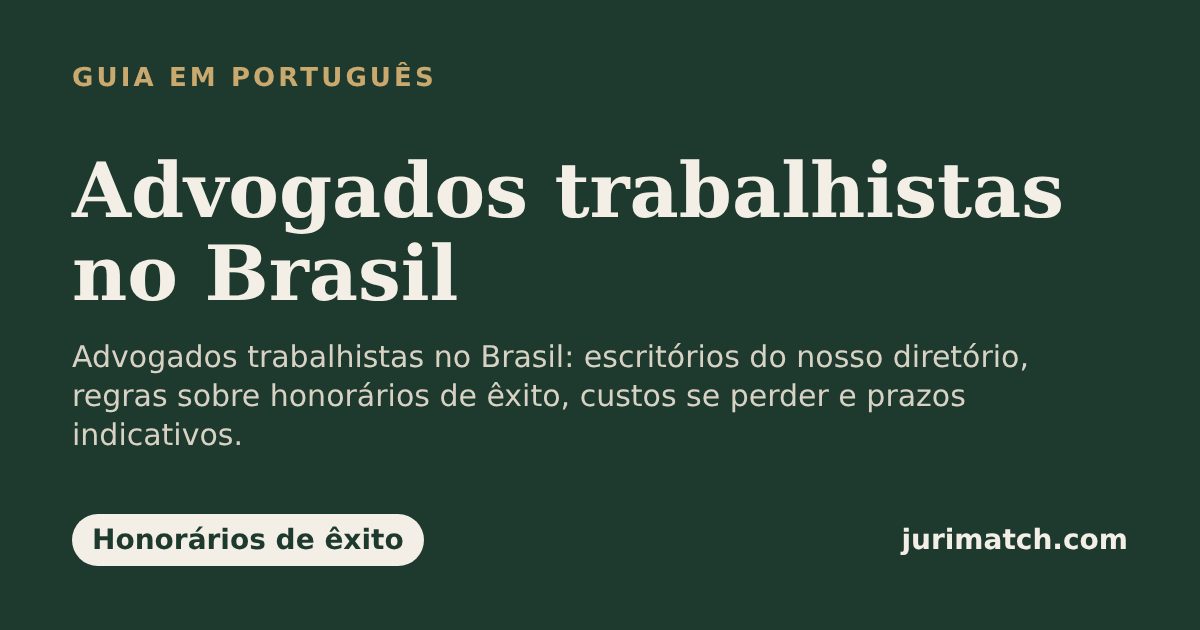 GUIA EM PORTUGUÊS
Advogados trabalhistas
no Brasil
Advogados trabalhistas no Brasil: escritórios do nosso diretório,
regras sobre honorários de êxito, custos se perder e prazos
indicativos.
Honorários de êxito
jurimatch.com